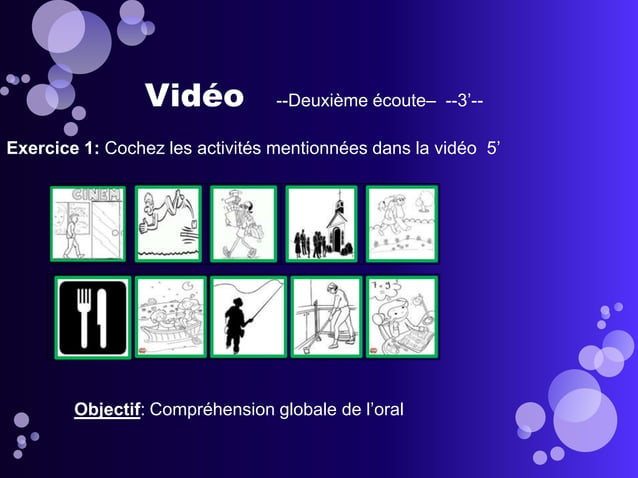 Vidéo --Deuxième écoute– --3’--
Exercice 1: Cochez les activités mentionnées dans la vidéo 5’
CINEM
Objectif: Compréhension globale de l’oral